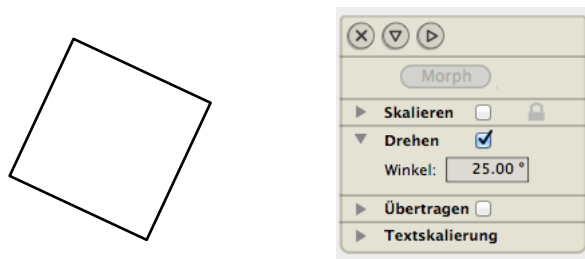 Morph
Skalieren
Drehen
Winkel: 25.00 °
Übertragen
Textskalierung